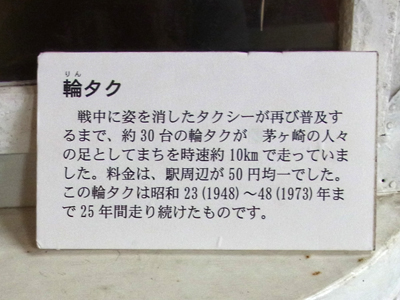 りん
輪タク
戦中に姿を消したタクシーが再び普及す
るまで、約30台の輪タクが 茅ヶ崎の人々
の足としてまちを時速約10kmで走っていま
した。料金は、駅周辺が50円均一でした。
この輪タクは昭和23(1948)～48(1973)年ま
で25年間走り続けたものです。